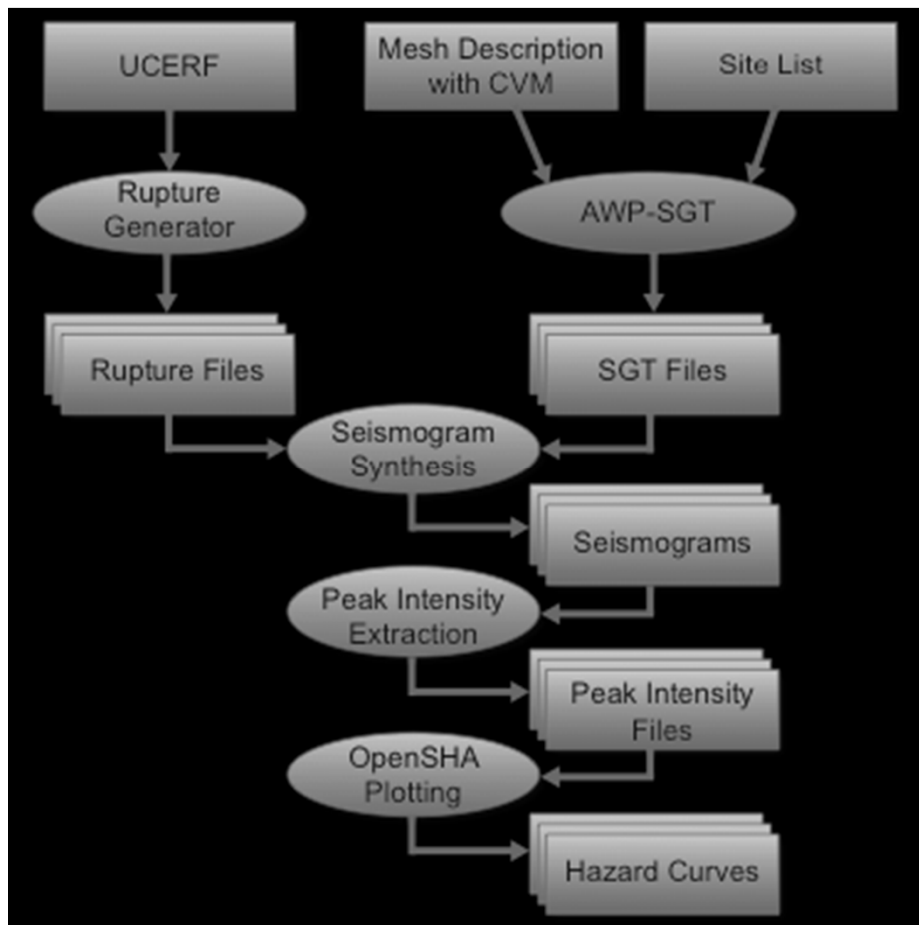 UCERF
Mesh Description
with CVM
Site List
Rupture
Generator
AWP-SGT
Rupture Files
SGT Files
Seismogram
Synthesis
Seismograms
Peak Intensity
Extraction
Peak Intensity
Files
OpenSHA
Plotting
Hazard Curves